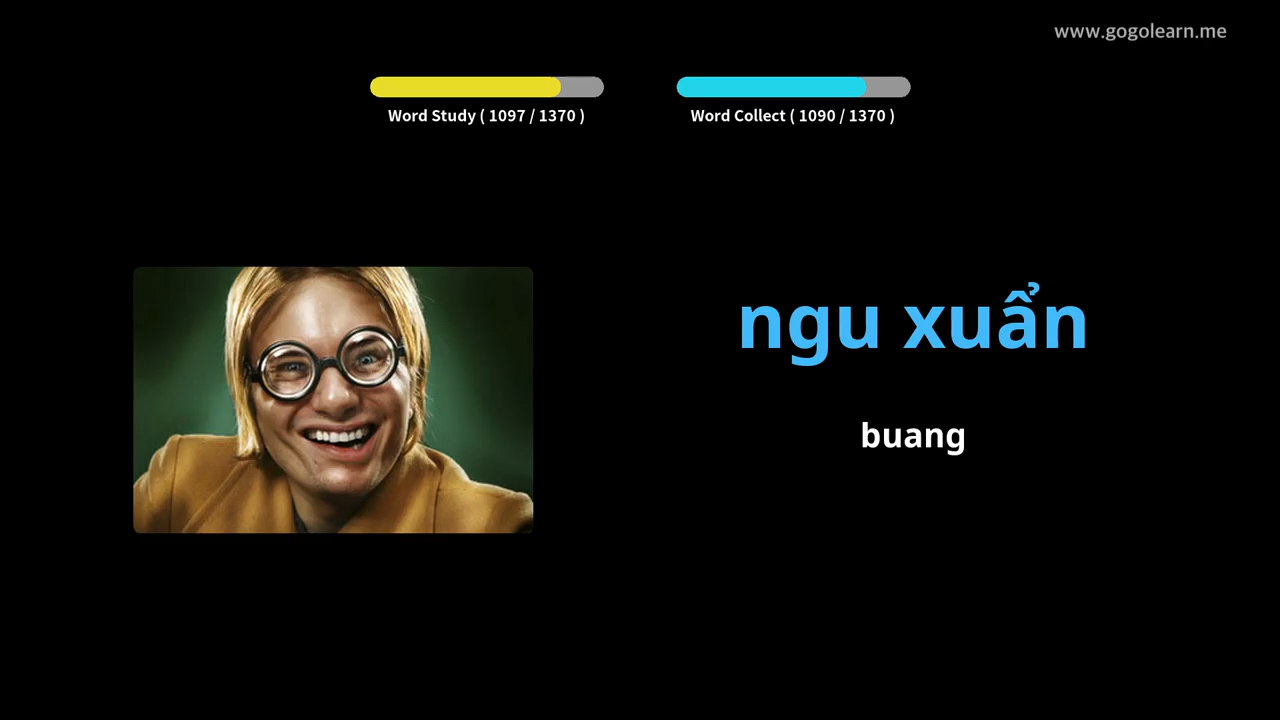 www.gogolearn.me
Word Study ( 1097 / 1370 )
Word Collect ( 1090 / 1370 )
ngu xuẩn
buang